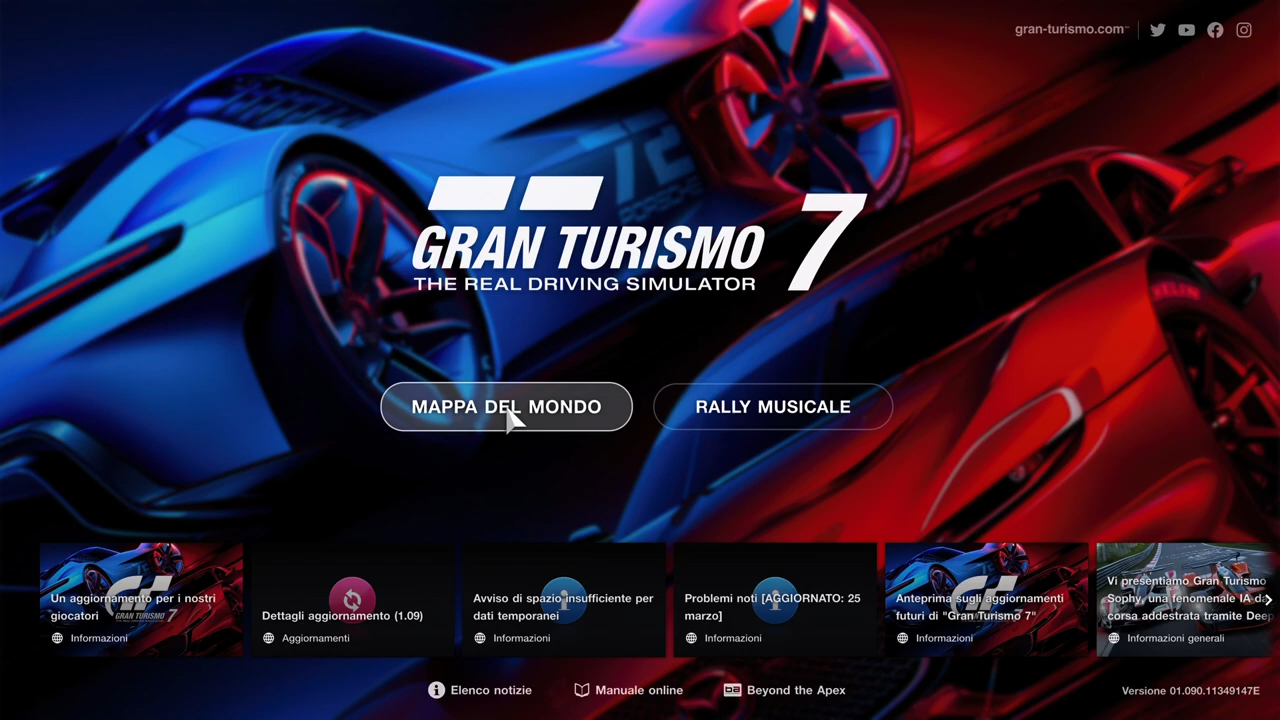 gran-turismo.com
72
PORSCHE
GRAN TURISMO 7
THE REAL DRIVING SIMULATOR
MAPPA DEL MONDO
RALLY MUSICALE
Un aggiornamento per i nostri
giocatori
Informazioni
Dettagli aggiornamento (1.09)
Aggiornamenti
Avviso di spazio insufficiente per
dati temporanei
Informazioni
Problemi noti [AGGIORNATO: 25
marzo]
Informazioni
Anteprima sugli aggiornamenti
futuri di "Gran Turismo 7"
Informazioni
Vi presentiamo Gran Turismo
Sophy, una fenomenale IA da
corsa addestrata tramite Deep
Informazioni generali
Elenco notizie
Manuale online
Beyond the Apex
Versione 01.090.11349147E